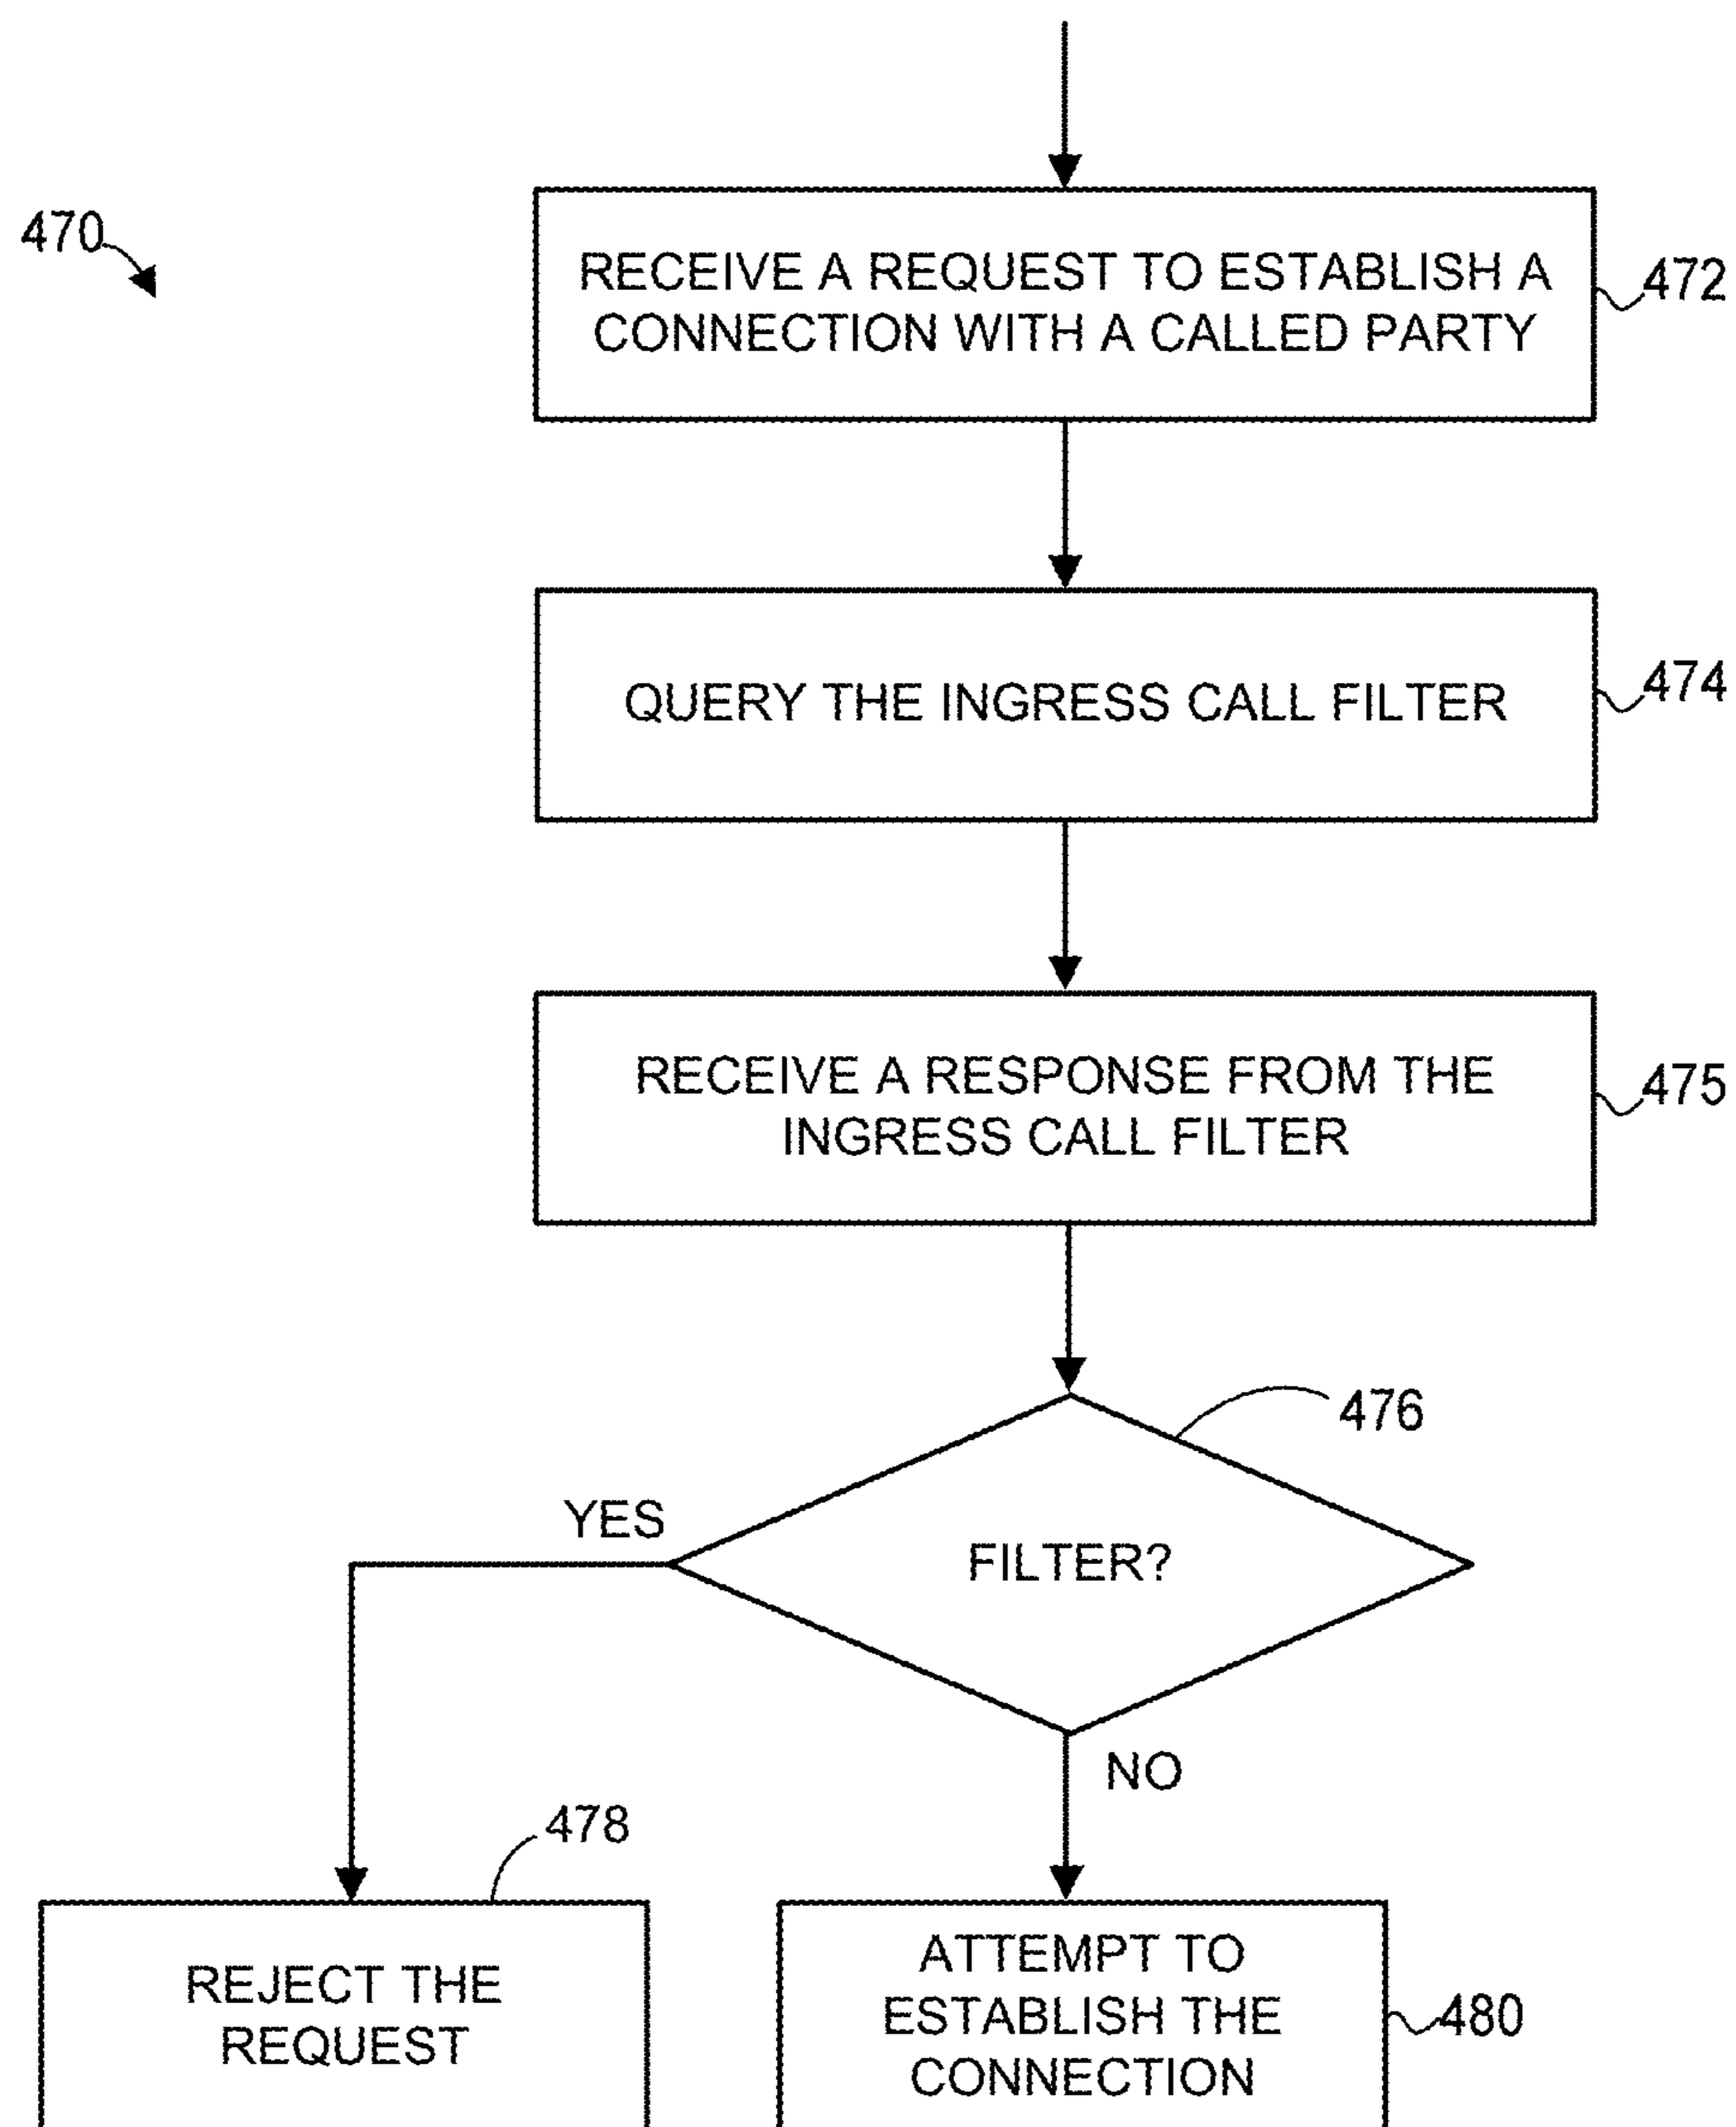 470
RECEIVE A REQUEST TO ESTABLISH A
CONNECTION WITH A CALLED PARTY
472
QUERY THE INGRESS CALL FILTER
474
RECEIVE A RESPONSE FROM THE
INGRESS CALL FILTER
475
476
YES
FILTER?
NO
478
REJECT THE
REQUEST
ATTEMPT TO
ESTABLISH THE
CONNECTION
480